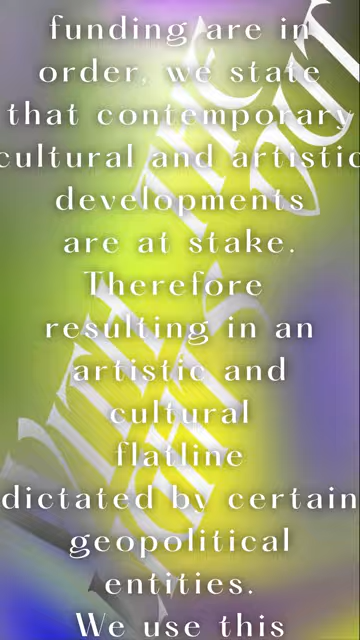 funding are in
order, we state
that contemporary
cultural and artistic
developments
are at stake.
Therefore
resulting in an
artistic and
cultural
flatline
dictated by certain
geopolitical
entities.
We use this